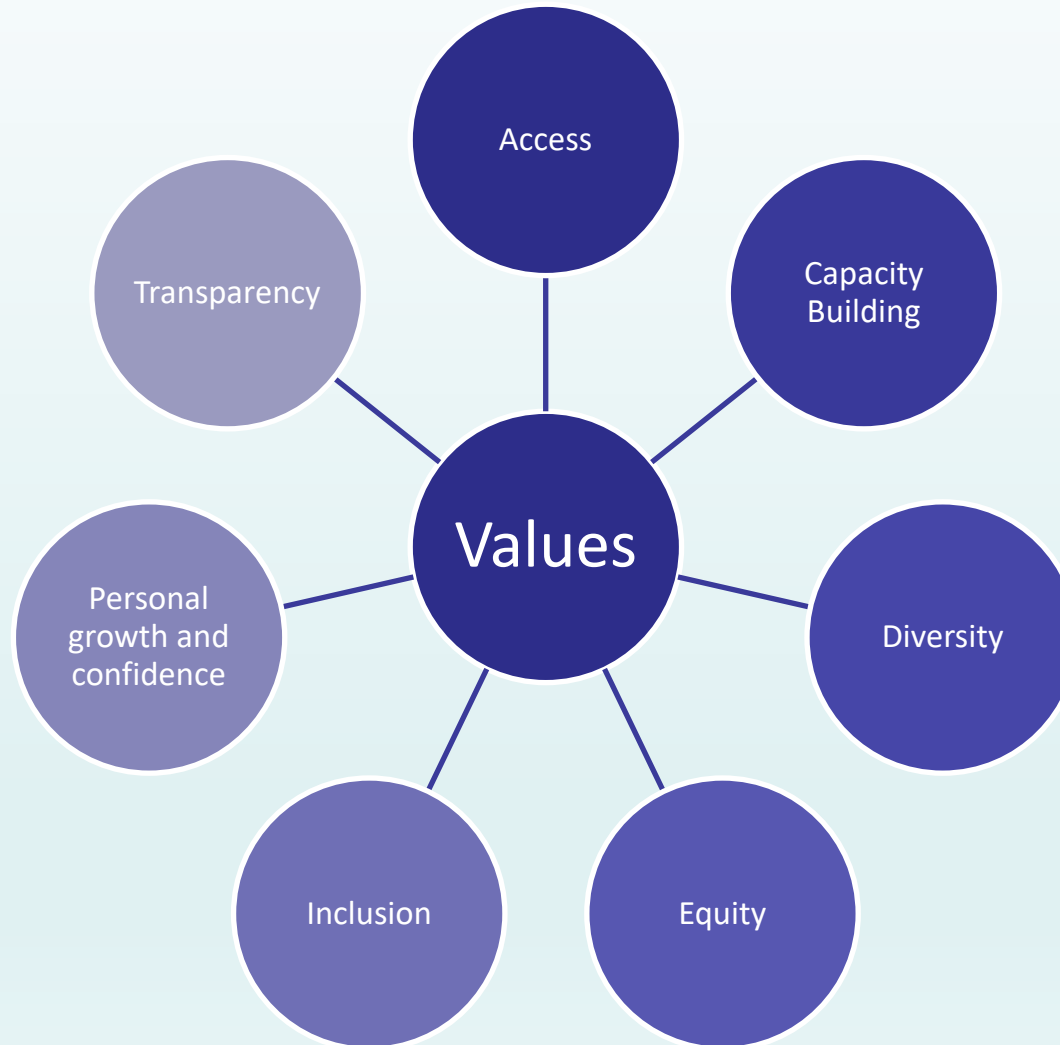 Access
Capacity
Building
Diversity
Equity
Inclusion
Personal
growth and
confidence
Transparency
Values